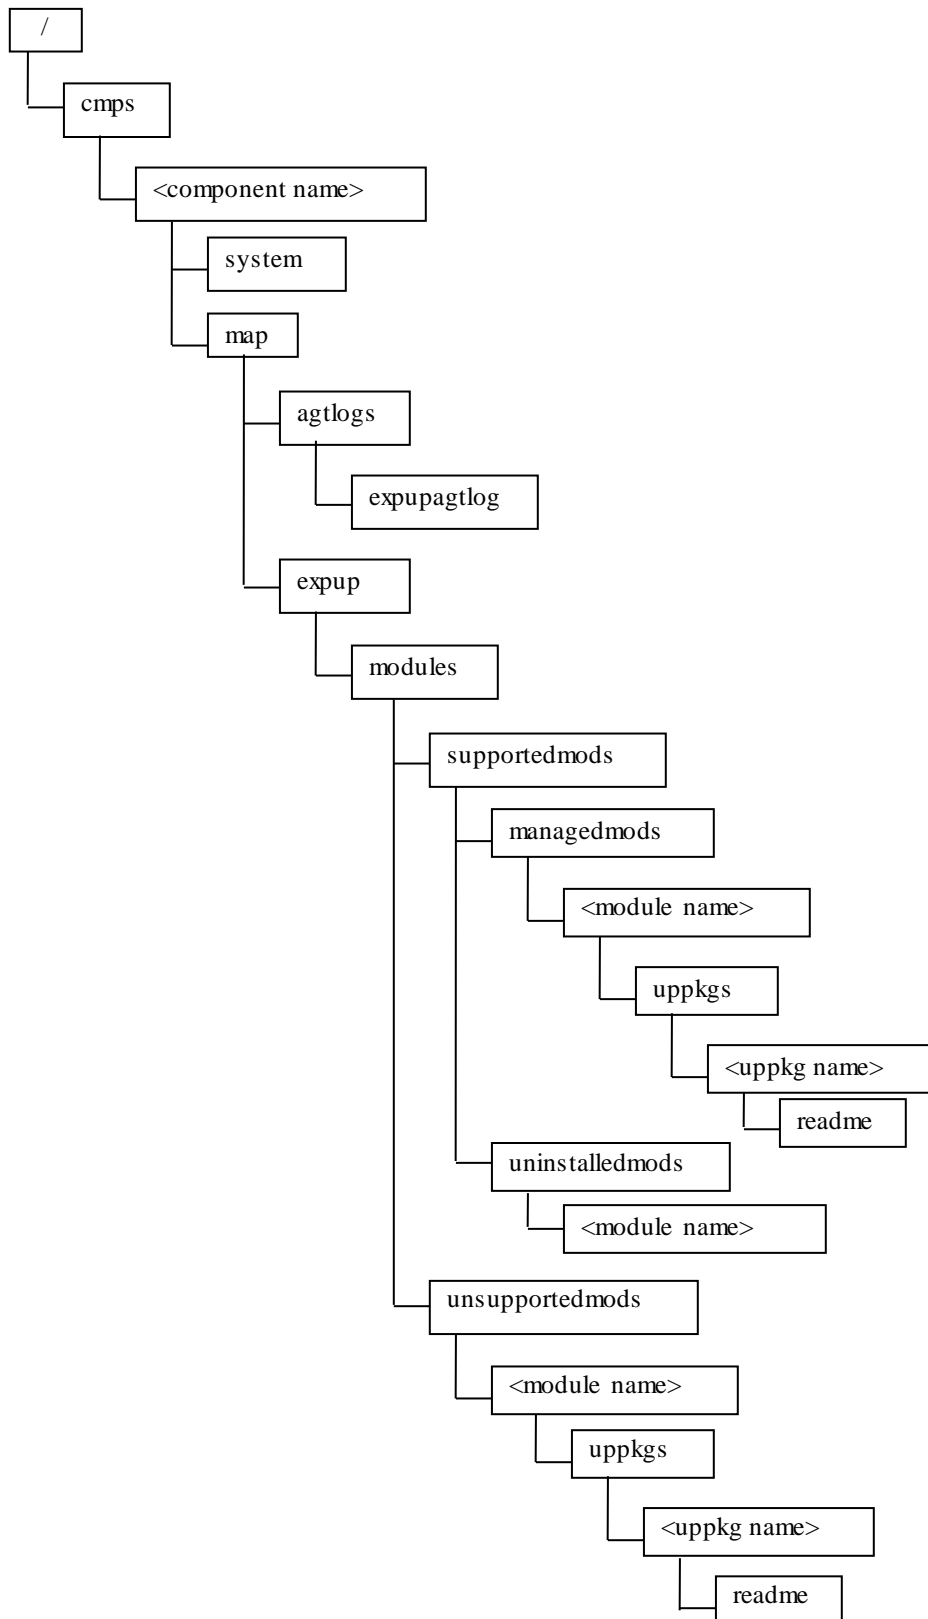 /
cmps
<component name>
system
map
agtlogs
expupagtlog
expup
modules
supportedmods
managedmods
<module name>
uppkgs
<uppkg name>
readme
uninstalledmods
<module name>
unsupportedmods
<module name>
uppkgs
<uppkg name>
readme